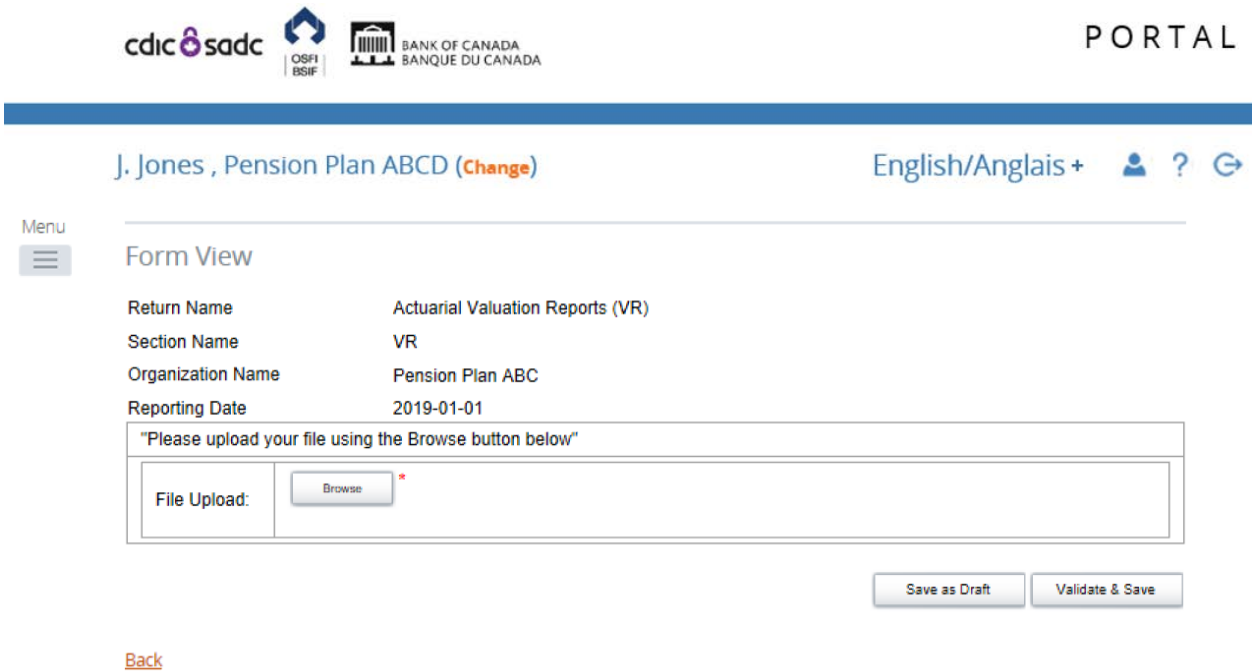 cdic sadc
OSFI
BSIF
BANK OF CANADA
BANQUE DU CANADA
PORTAL
J. Jones , Pension Plan ABCD (Change)
English/Anglais +
?
Menu
Form View
Return Name Actuarial Valuation Reports (VR)
Section Name VR
Organization Name Pension Plan ABC
Reporting Date 2019-01-01
"Please upload your file using the Browse button below"
File Upload: Browse *
Save as Draft Validate & Save
Back